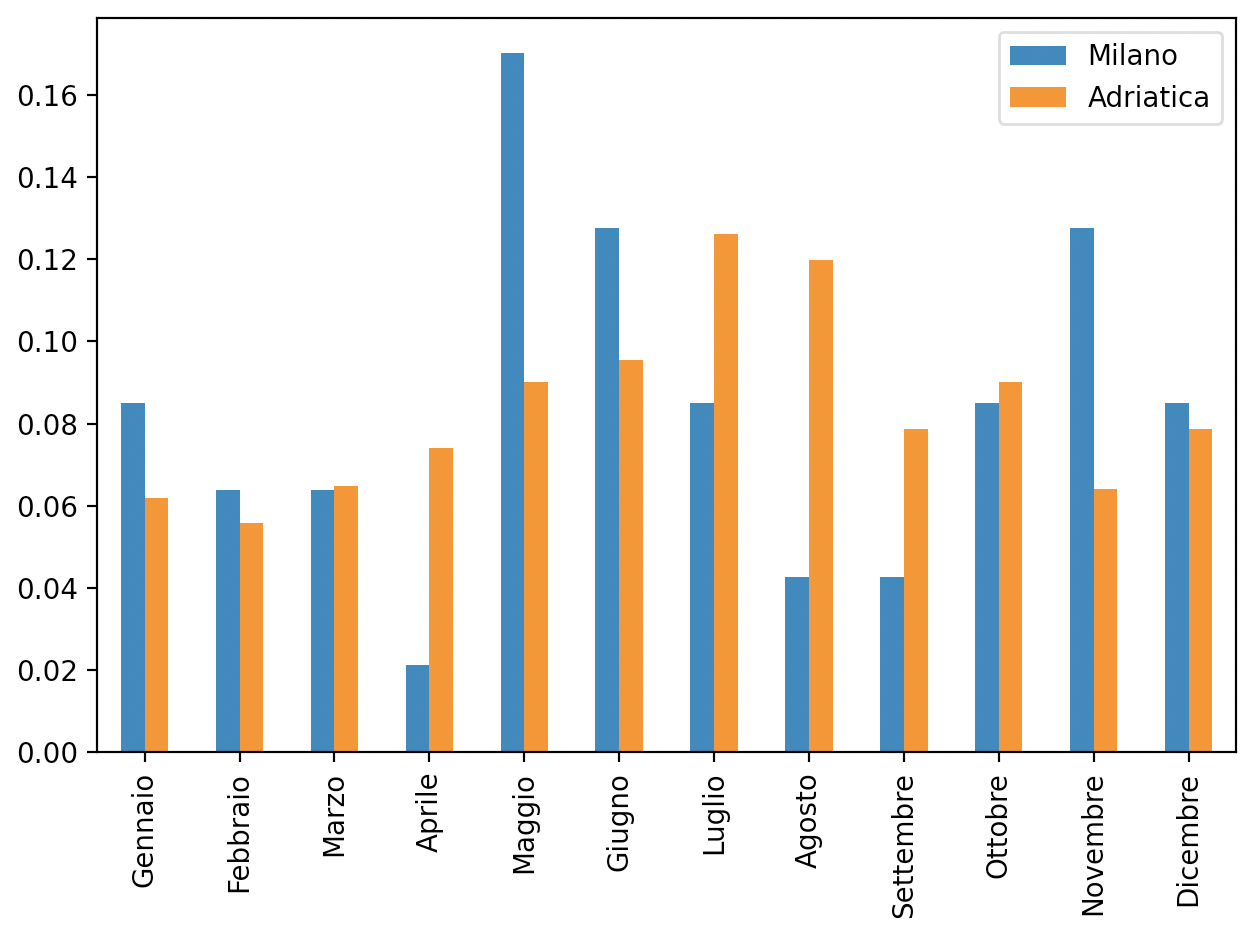 Milano
Adriatica
0.16
0.14
0.12
0.10
0.08
0.06
0.04
0.02
0.00
Gennaio
Febbraio
Marzo
Aprile
Maggio
Giugno
Luglio
Agosto
Settembre
Ottobre
Novembre
Dicembre